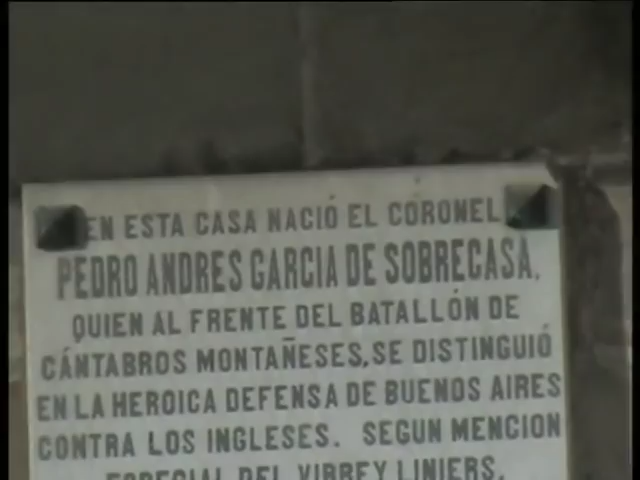 EN ESTA CASA NACIÓ EL CORONEL
PEDRO ANDRES GARCIA DE SOBRECASA,
QUIEN AL FRENTE DEL BATALLÓN DE
CÁNTABROS MONTAÑESES, SE DISTINGUIÓ
EN LA HEROICA DEFENSA DE BUENOS AIRES
CONTRA LOS INGLESES. SEGUN MENCION
ESPECIAL DEL VIRREY LINIERS.